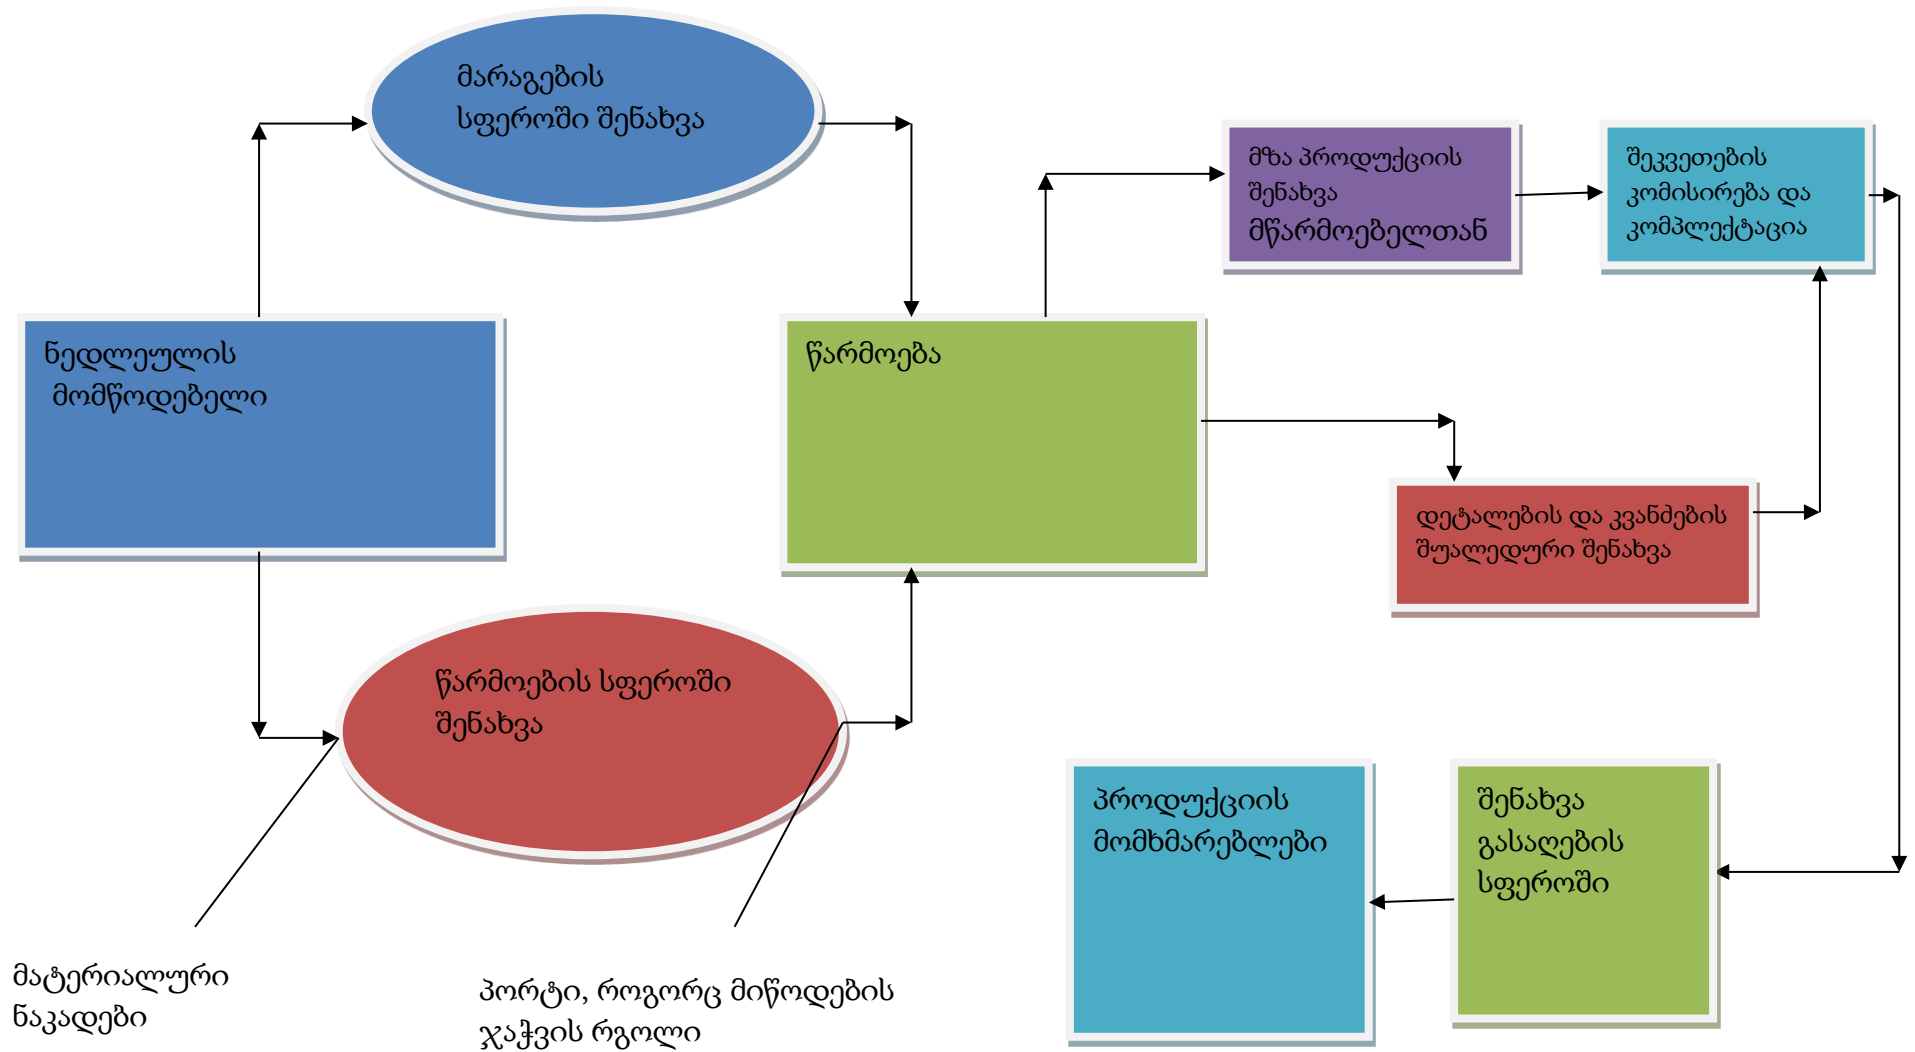 მარაგების
სფეროში შენახვა
მზა პროდუქციის
შენახვა
მწარმოებელთან
შეკვეთების
კომისირება და
კომპლექტაცია
ნედლეულის
მომწოდებელი
წარმოება
დეტალების და კვანძების
შუალედური შენახვა
წარმოების სფეროში
შენახვა
პროდუქციის
მომხმარებლები
შენახვა
გასაღების
სფეროში
მატერიალური
ნაკადები
პორტი, როგორც მიწოდების
ჯაჭვის რგოლი